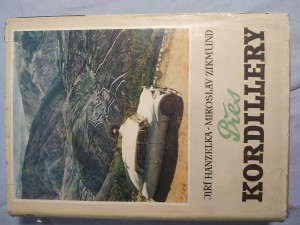 JIŘÍ HANZELKA - MIROSLAV ZIKMUND
Přes
KORDILLERY